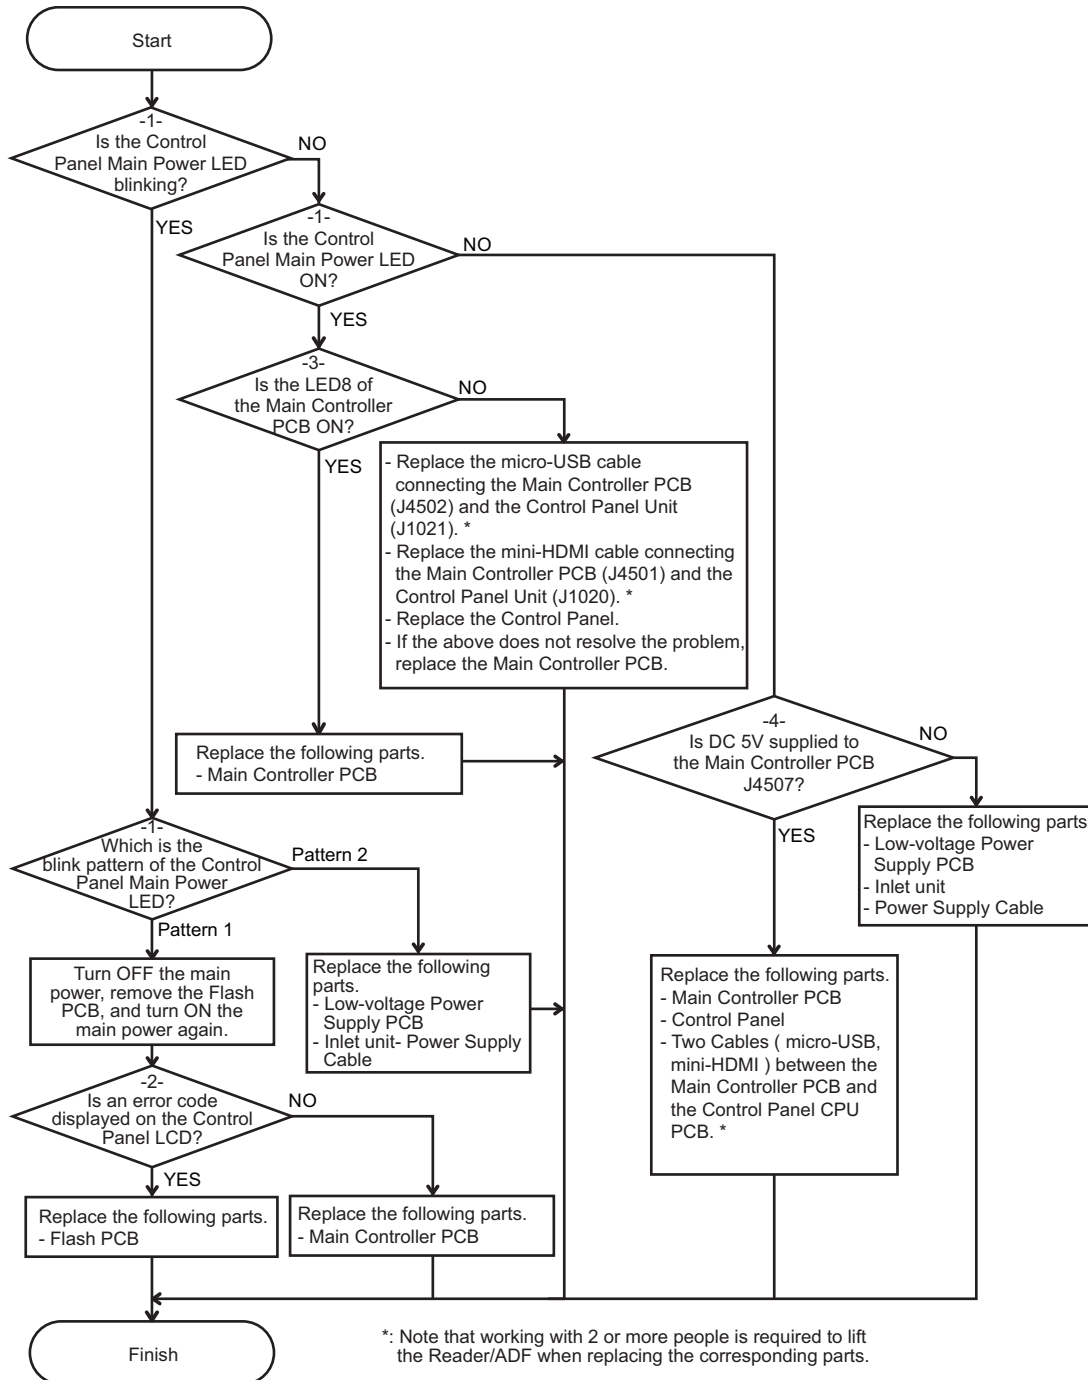 Start
-1-
Is the Control
Panel Main Power LED
blinking?
NO
YES
-1-
Is the Control
Panel Main Power LED
ON?
NO
YES
-3-
Is the LED8 of
the Main Controller
PCB ON?
NO
YES
- Replace the micro-USB cable
connecting the Main Controller PCB
(J4502) and the Control Panel Unit
(J1021). *
- Replace the mini-HDMI cable connecting
the Main Controller PCB (J4501) and the
Control Panel Unit (J1020). *
- Replace the Control Panel.
- If the above does not resolve the problem,
replace the Main Controller PCB.
Replace the following parts.
- Main Controller PCB
-4-
Is DC 5V supplied to
the Main Controller PCB
J4507?
NO
YES
Replace the following parts
- Low-voltage Power
Supply PCB
- Inlet unit
- Power Supply Cable
-1-
Which is the
blink pattern of the Control
Panel Main Power
LED?
Pattern 2
Pattern 1
Turn OFF the main
power, remove the Flash
PCB, and turn ON the
main power again.
Replace the following
parts.
- Low-voltage Power
Supply PCB
- Inlet unit- Power Supply
Cable
Replace the following parts.
- Main Controller PCB
- Control Panel
- Two Cables ( micro-USB,
mini-HDMI ) between the
Main Controller PCB and
the Control Panel CPU
PCB. *
-2-
Is an error code
displayed on the Control
Panel LCD?
NO
YES
Replace the following parts.
- Flash PCB
Replace the following parts.
- Main Controller PCB
Finish
*: Note that working with 2 or more people is required to lift
the Reader/ADF when replacing the corresponding parts.